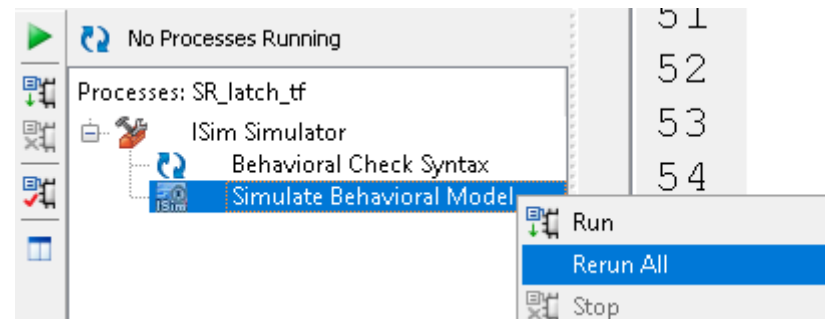 No Processes Running
Processes: SR_latch_tf
ISim Simulator
Behavioral Check Syntax
ISim
Simulate Behavioral Model
51
52
53
54
Run
Rerun All
Stop